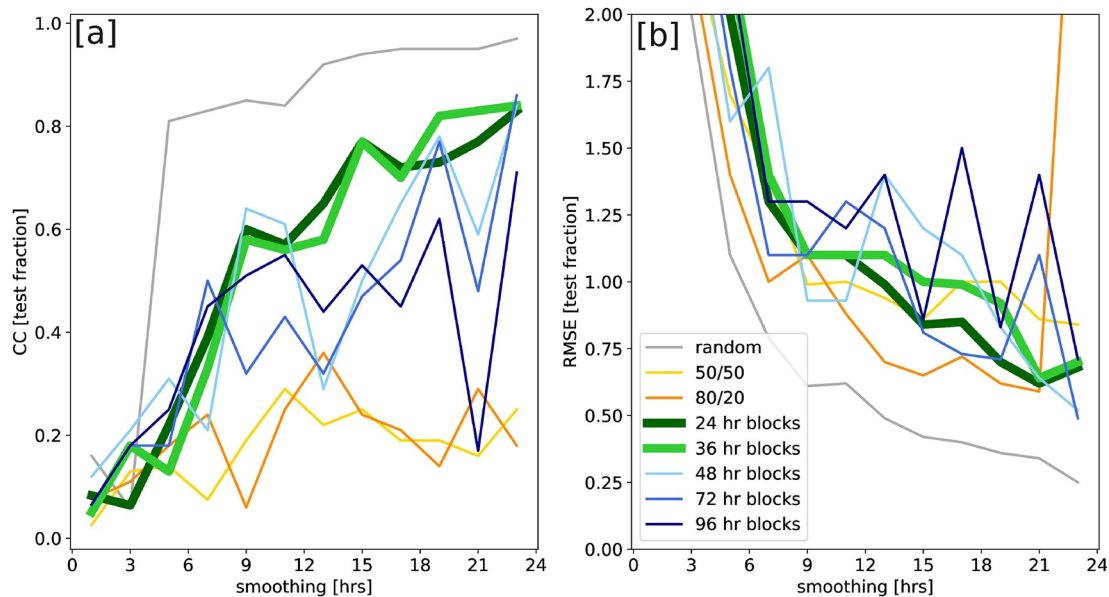 [a]
1.0
0.8
0.6
0.4
0.2
0.0
CC [test fraction]
0 3 6 9 12 15 18 21 24
smoothing [hrs]
[b]
2.00
1.75
1.50
1.25
1.00
0.75
0.50
0.25
0.00
RMSE [test fraction]
random
50/50
80/20
24 hr blocks
36 hr blocks
48 hr blocks
72 hr blocks
96 hr blocks
0 3 6 9 12 15 18 21 24
smoothing [hrs]